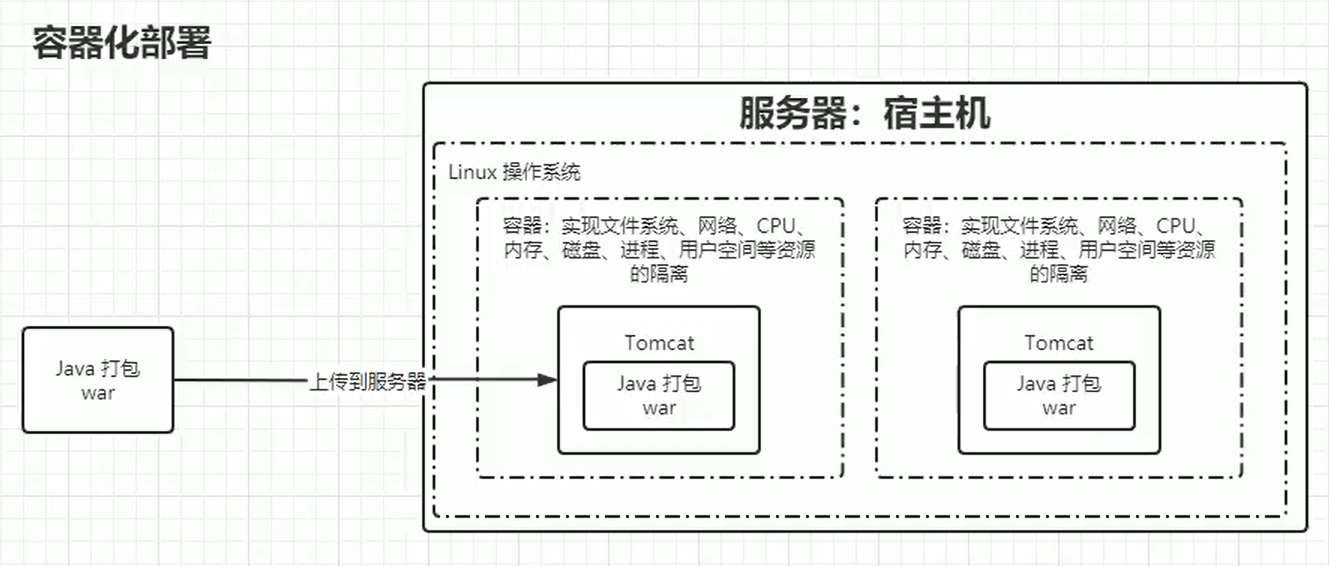 容器化部署
服务器：宿主机
Linux 操作系统
容器：实现文件系统、网络、CPU、
内存、磁盘、进程、用户空间等资源
的隔离
容器：实现文件系统、网络、CPU、
内存、磁盘、进程、用户空间等资源
的隔离
Java 打包
war
上传到服务器
Tomcat
Java 打包
war
Tomcat
Java 打包
war